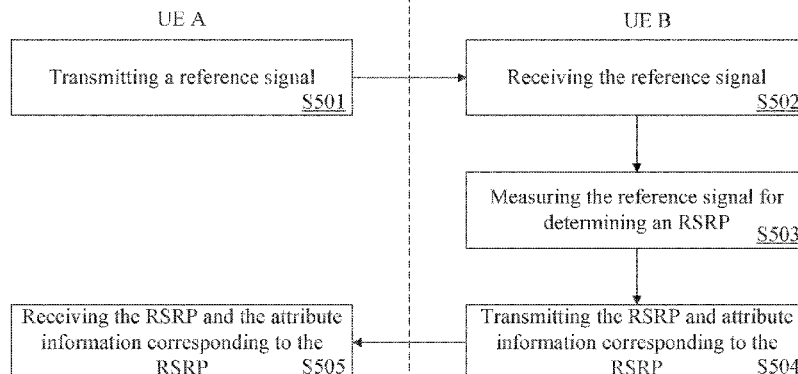 UE A
UE B
Transmitting a reference signal
S501
Receiving the reference signal
S502
Measuring the reference signal for
determining an RSRP
S503
Receiving the RSRP and the attribute
information corresponding to the
RSRP
S505
Transmitting the RSRP and attribute
information corresponding to the
RSRP
S504